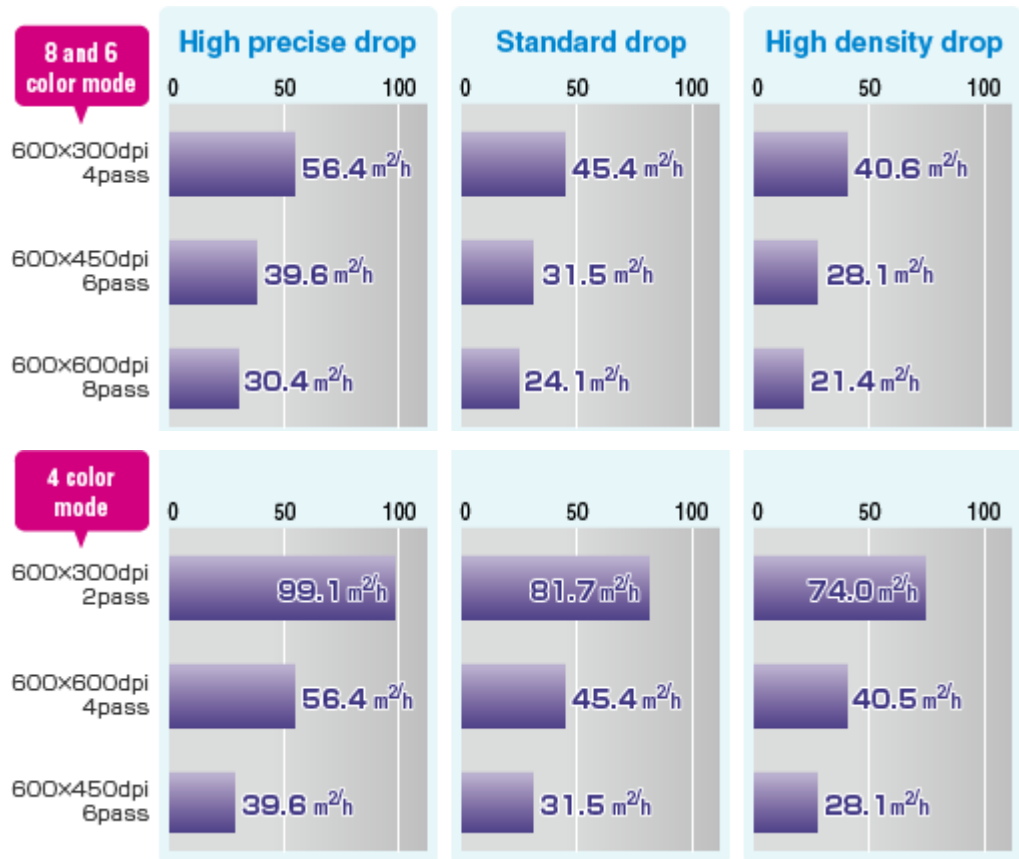 8 and 6
color mode
High precise drop
Standard drop
High density drop
0 50 100
0 50 100
0 50 100
600×300dpi
4pass
56.4 m²/h
45.4 m²/h
40.6 m²/h
600×450dpi
6pass
39.6 m²/h
31.5 m²/h
28.1 m²/h
600×600dpi
8pass
30.4 m²/h
24.1 m²/h
21.4 m²/h
4 color
mode
0 50 100
0 50 100
0 50 100
600×300dpi
2pass
99.1 m²/h
81.7 m²/h
74.0 m²/h
600×600dpi
4pass
56.4 m²/h
45.4 m²/h
40.5 m²/h
600×450dpi
6pass
39.6 m²/h
31.5 m²/h
28.1 m²/h